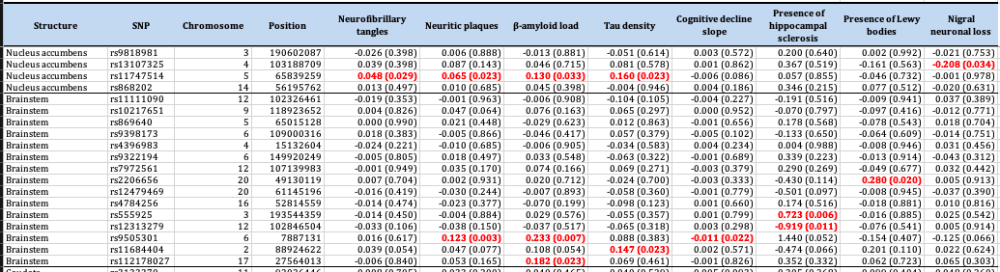 Structure SNP Chromosome Position Neurofibrillary tangles Neuritic plaques β-amyloid load Tau density Cognitive decline slope Presence of hippocampal sclerosis Presence of Lewy bodies Nigral neuronal loss
Nucleus accumbens rs9818981 3 190602087 -0.026 (0.398) 0.006 (0.888) -0.013 (0.881) -0.051 (0.614) 0.003 (0.572) 0.200 (0.640) 0.002 (0.992) -0.021 (0.753)
Nucleus accumbens rs13107325 4 103188709 0.039 (0.398) 0.087 (0.143) 0.046 (0.715) 0.081 (0.578) 0.001 (0.862) 0.367 (0.519) -0.161 (0.563) -0.208 (0.034)
Nucleus accumbens rs11747514 5 65839259 0.048 (0.029) 0.065 (0.023) 0.130 (0.033) 0.160 (0.023) -0.006 (0.086) 0.057 (0.855) -0.046 (0.732) -0.001 (0.978)
Nucleus accumbens rs868202 14 56195762 0.013 (0.497) 0.010 (0.685) 0.045 (0.398) -0.004 (0.946) 0.004 (0.186) 0.346 (0.215) 0.077 (0.512) -0.020 (0.631)
Brainstem rs11111090 12 102326461 -0.019 (0.353) -0.001 (0.963) -0.006 (0.908) -0.104 (0.105) -0.004 (0.227) -0.191 (0.516) -0.009 (0.941) 0.037 (0.389)
Brainstem rs10217651 9 118923652 0.004 (0.826) 0.047 (0.064) 0.076 (0.163) 0.065 (0.297) 0.000 (0.952) -0.070 (0.797) -0.097 (0.416) -0.012 (0.771)
Brainstem rs869640 5 65015128 0.000 (0.990) 0.021 (0.448) -0.029 (0.623) 0.012 (0.863) -0.001 (0.656) 0.178 (0.568) -0.078 (0.543) 0.018 (0.704)
Brainstem rs9398173 6 109000316 0.018 (0.383) -0.005 (0.866) -0.046 (0.417) 0.057 (0.379) -0.005 (0.102) -0.133 (0.650) -0.064 (0.609) -0.014 (0.751)
Brainstem rs4396983 4 15132604 -0.024 (0.221) -0.010 (0.685) -0.006 (0.905) -0.034 (0.583) 0.004 (0.234) 0.004 (0.988) -0.008 (0.946) 0.031 (0.456)
Brainstem rs9322194 6 149920249 -0.005 (0.805) 0.018 (0.497) 0.033 (0.548) -0.063 (0.322) -0.001 (0.689) 0.339 (0.223) -0.013 (0.914) -0.043 (0.312)
Brainstem rs7972561 12 107139983 -0.001 (0.949) 0.035 (0.170) 0.074 (0.166) 0.069 (0.271) -0.003 (0.379) 0.290 (0.269) -0.049 (0.677) 0.032 (0.442)
Brainstem rs2206656 20 49130119 0.007 (0.704) 0.002 (0.931) 0.020 (0.712) -0.024 (0.700) -0.003 (0.333) -0.430 (0.114) 0.280 (0.020) 0.005 (0.913)
Brainstem rs12479469 20 61145196 -0.016 (0.419) -0.030 (0.244) -0.007 (0.893) -0.058 (0.360) -0.001 (0.779) -0.501 (0.097) -0.008 (0.945) -0.037 (0.390)
Brainstem rs4784256 16 52814559 -0.014 (0.474) -0.023 (0.377) -0.070 (0.199) -0.098 (0.123) 0.001 (0.660) 0.174 (0.516) -0.018 (0.881) 0.010 (0.810)
Brainstem rs555925 3 193544359 -0.014 (0.450) -0.004 (0.884) 0.029 (0.576) -0.055 (0.357) 0.001 (0.799) 0.723 (0.006) -0.016 (0.885) 0.025 (0.542)
Brainstem rs12313279 12 102846504 -0.033 (0.106) -0.038 (0.150) -0.037 (0.517) -0.065 (0.318) 0.003 (0.298) -0.919 (0.011) -0.076 (0.541) 0.005 (0.914)
Brainstem rs9505301 6 7887131 0.016 (0.617) 0.123 (0.003) 0.233 (0.007) 0.088 (0.383) -0.011 (0.022) 1.440 (0.052) -0.154 (0.407) -0.125 (0.066)
Brainstem rs11684404 2 88924622 0.039 (0.054) 0.047 (0.077) 0.108 (0.054) 0.147 (0.023) 0.002 (0.571) -0.474 (0.066) 0.201 (0.110) 0.022 (0.624)
Brainstem rs112178027 17 27564013 -0.006 (0.840) 0.053 (0.165) 0.182 (0.023) 0.069 (0.461) -0.001 (0.826) 0.352 (0.332) 0.062 (0.723) 0.065 (0.303)